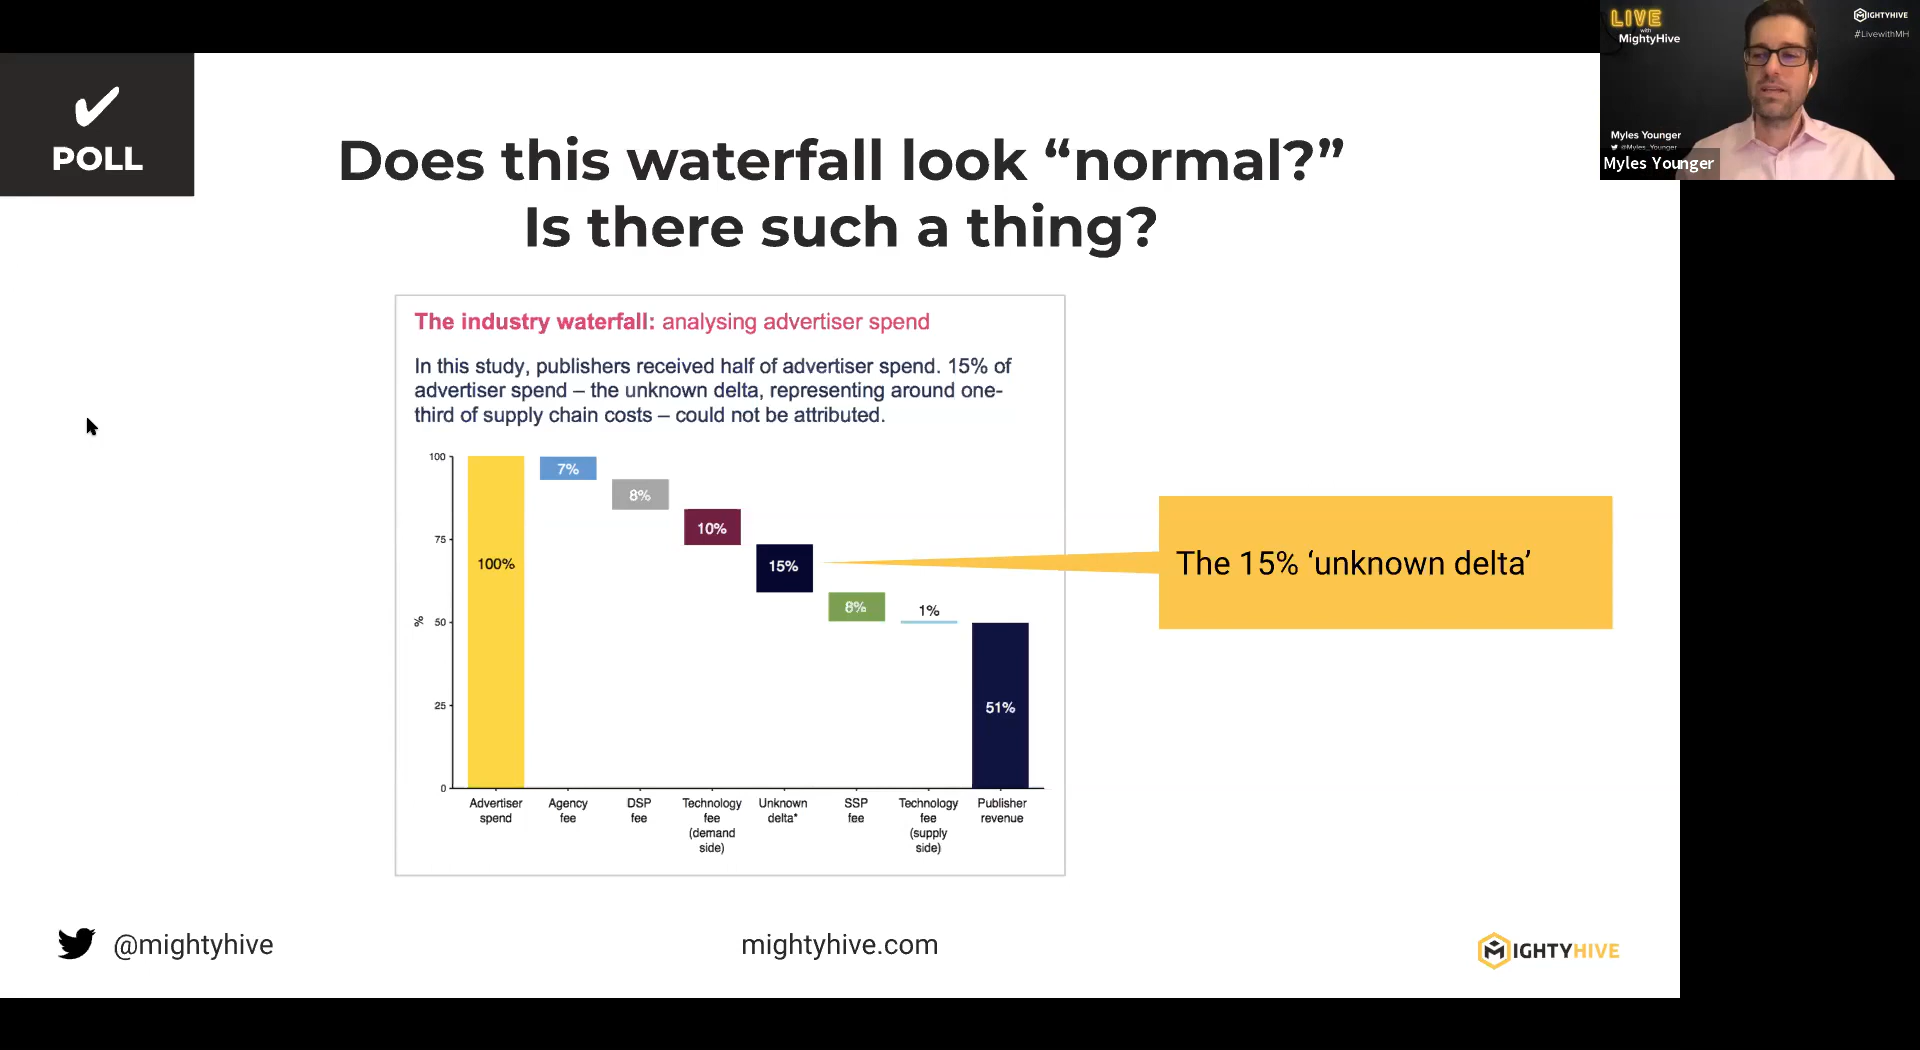 ✔
POLL
Does this waterfall look “normal?”
Is there such a thing?
The industry waterfall: analysing advertiser spend
In this study, publishers received half of advertiser spend. 15% of
advertiser spend – the unknown delta, representing around one-
third of supply chain costs – could not be attributed.
%
100
75
50
25
0
100%
7%
8%
10%
15%
8%
1%
51%
Advertiser
spend
Agency
fee
DSP
fee
Technology
fee
(demand
side)
Unknown
delta*
SSP
fee
Technology
fee
(supply
side)
Publisher
revenue
The 15% ‘unknown delta’
@mightyhive
mightyhive.com
MIGHTYHIVE
LIVE
with
MightyHive
MIGHTYHIVE
#LivewithMH
Myles Younger
@Myles_Younger
Myles Younger